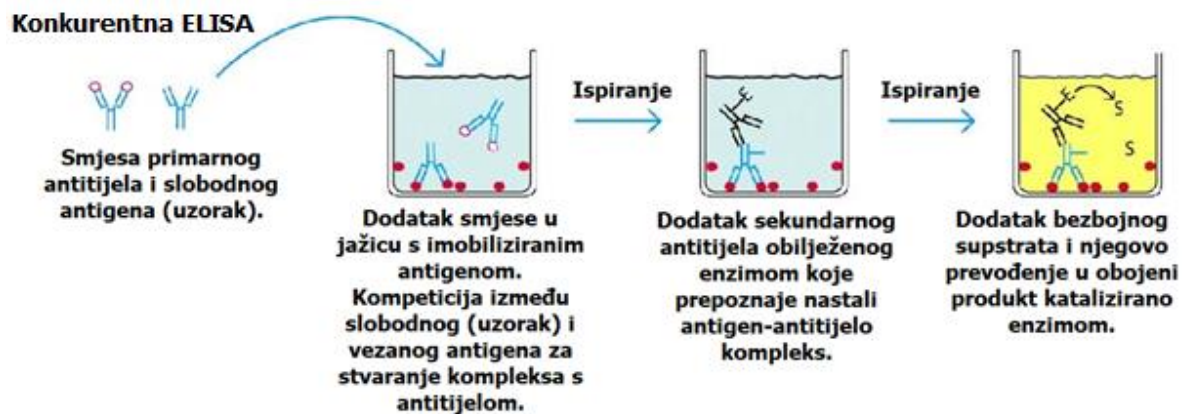 Konkurentna ELISA
Smjesa primarnog
antitijela i slobodnog
antigena (uzorak).
Dodatak smjese u
jažicu s imobiliziranim
antigenom.
Kompeticija između
slobodnog (uzorak) i
vezanog antigena za
stvaranje kompleksa s
antitijelom.
Ispiranje
E
Dodatak sekundarnog
antitijela obilježenog
enzimom koje
prepoznaje nastali
antigen-antitijelo
kompleks.
Ispiranje
E
S
S
Dodatak bezbojnog
supstrata i njegovo
prevođenje u obojeni
produkt katalizirano
enzimom.